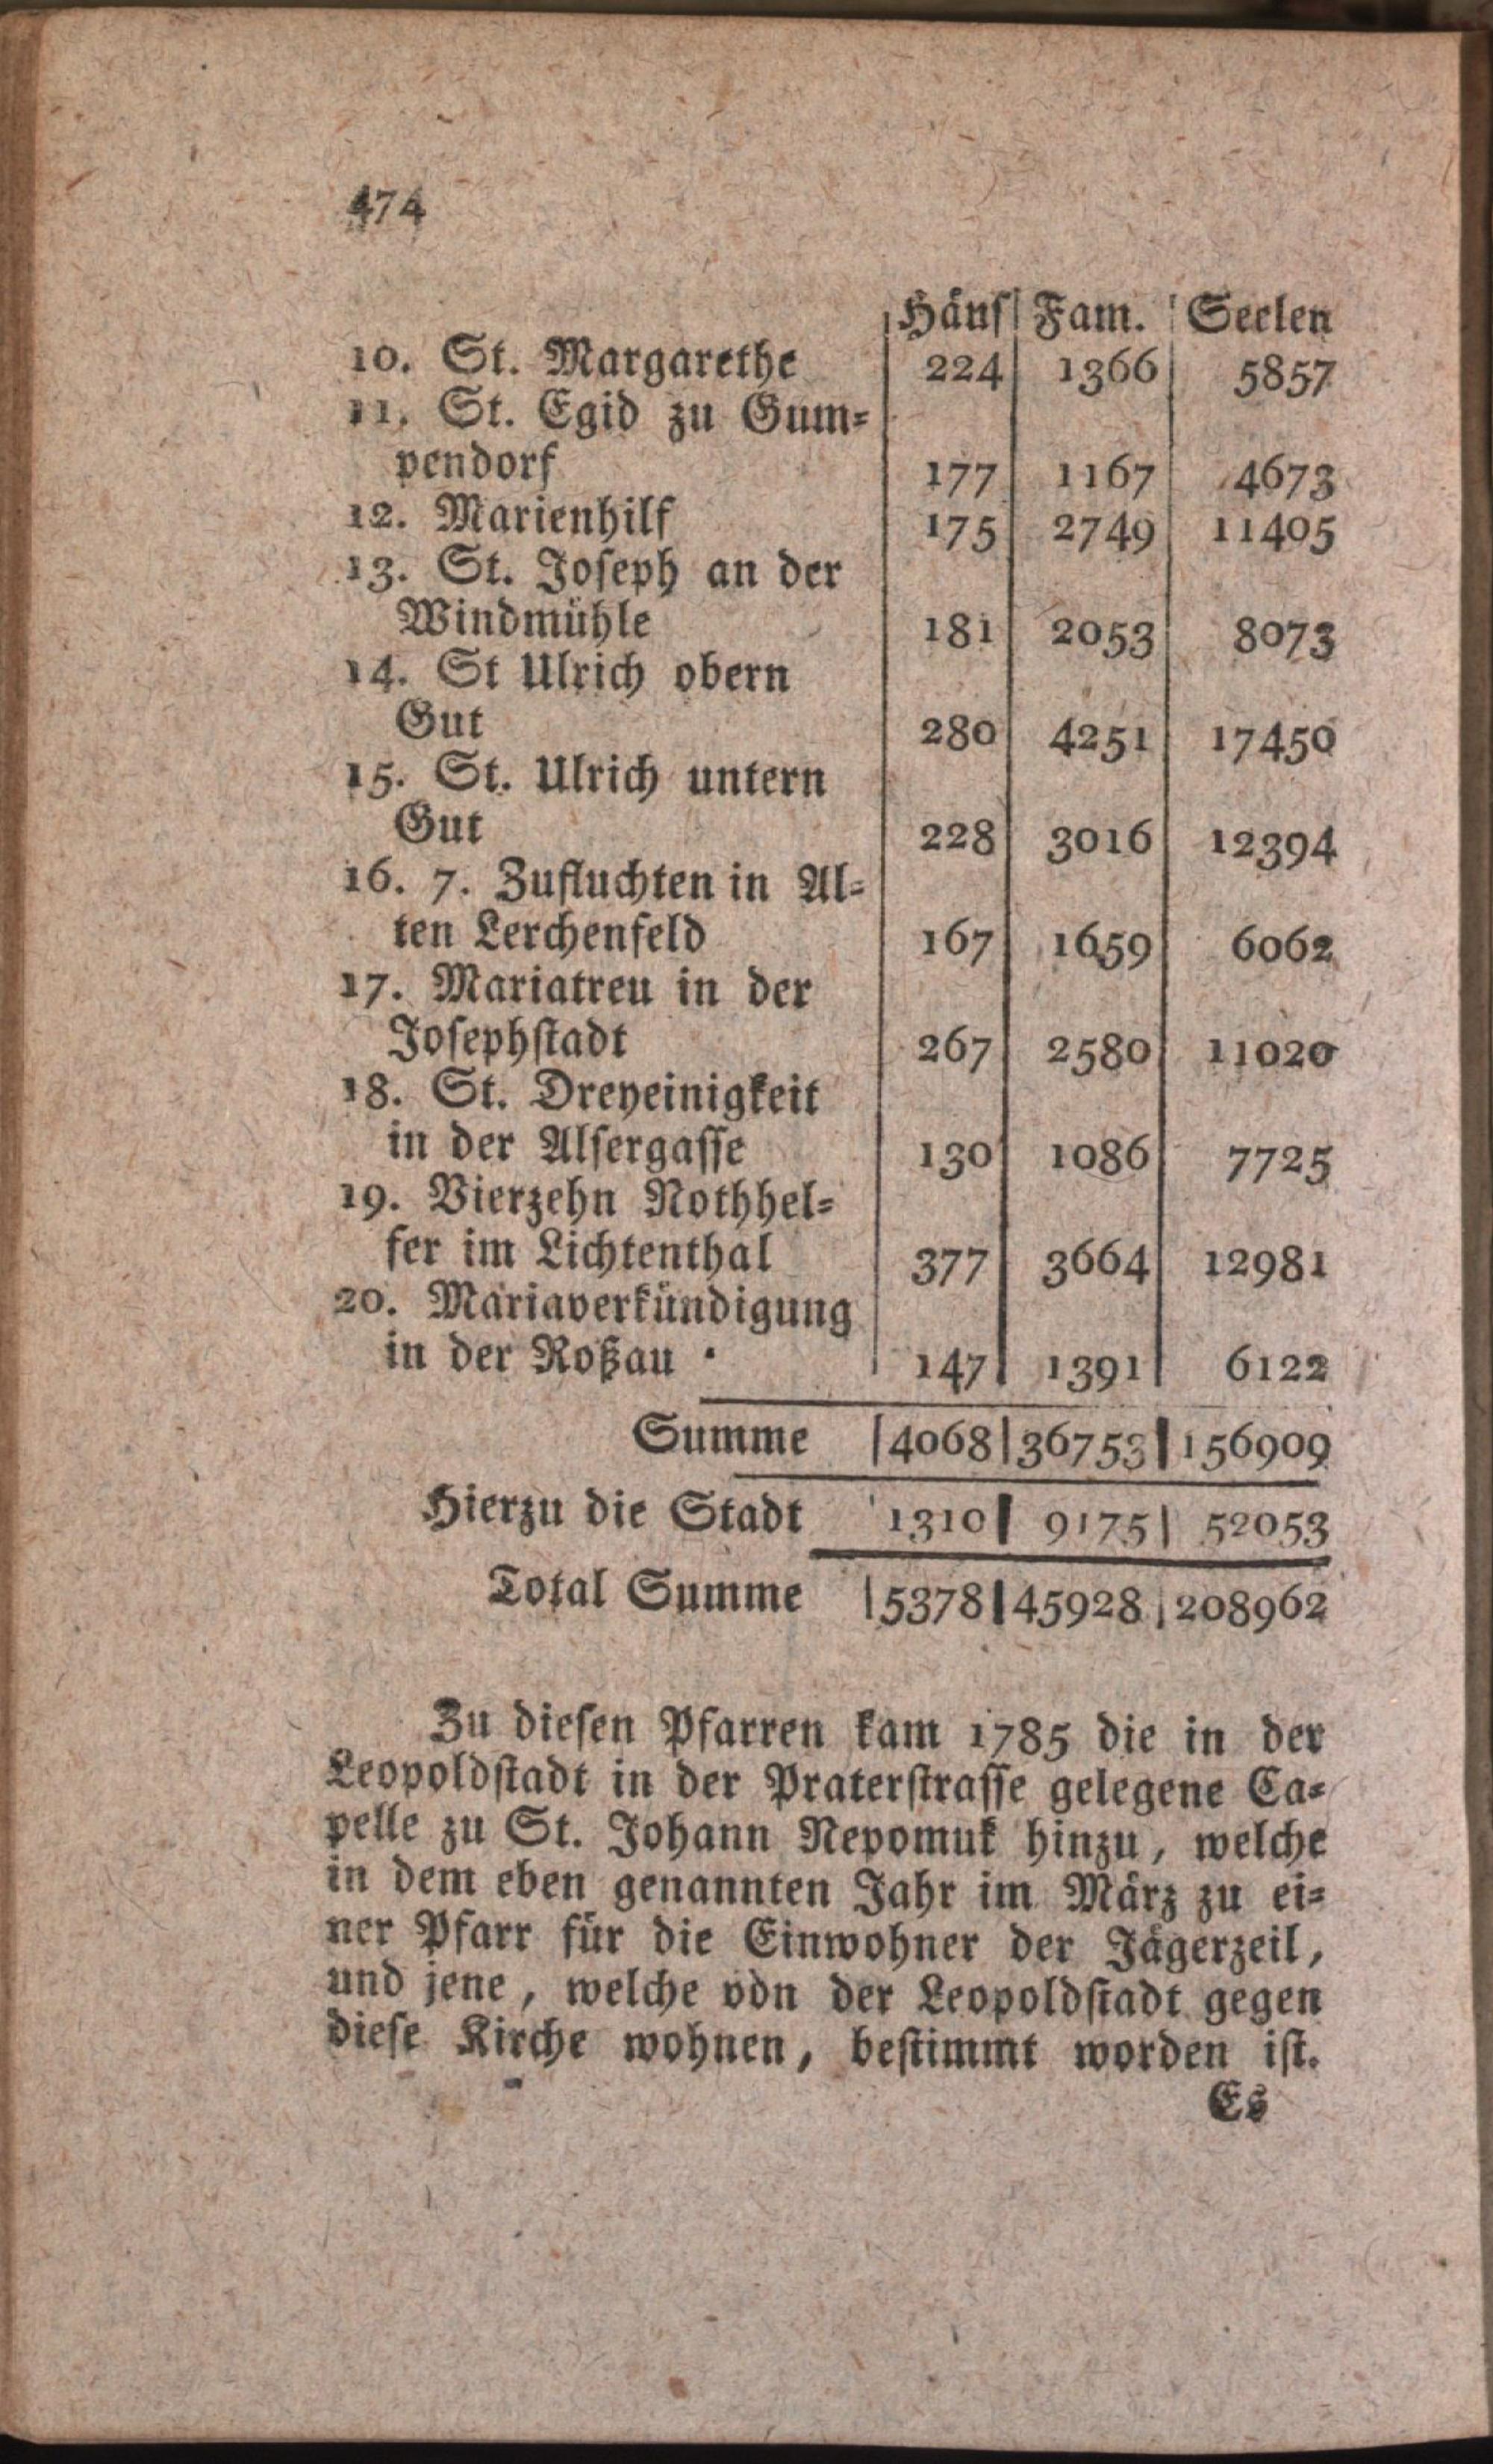 474
Häus Fam. Seelen
10. St. Margarethe 224 1366 5857
11. St. Egid zu Gum=
pendorf 177 1167 4673
12. Marienhilf 175 2749 11405
13. St. Joseph an der
Windmühle 181 2053 8073
14. St Ulrich obern
Gut 280 4251 17450
15. St. Ulrich untern
Gut 228 3016 12394
16. 7. Zufluchten in Al=
ten Lerchenfeld 167 1659 6062
17. Mariatreu in der
Josephstadt 267 2580 11020
18. St. Dreyeinigkeit
in der Alsergasse 130 1086 7725
19. Vierzehn Nothhel=
fer im Lichtenthal 377 3664 12981
20. Mariaverkündigung
in der Roßau 147 1391 6122
Summe 4068 36753 156909
Hierzu die Stadt 1310 9175 52053
Total Summe 5378 45928 208962
Zu diesen Pfarren kam 1785 die in der
Leopoldstadt in der Praterstrasse gelegene Ca=
pelle zu St. Johann Nepomuk hinzu, welche
in dem eben genannten Jahr im März zu ei=
ner Pfarr für die Einwohner der Jägerzeil,
und jene, welche von der Leopoldstadt gegen
diese Kirche wohnen, bestimmt worden ist.
Es